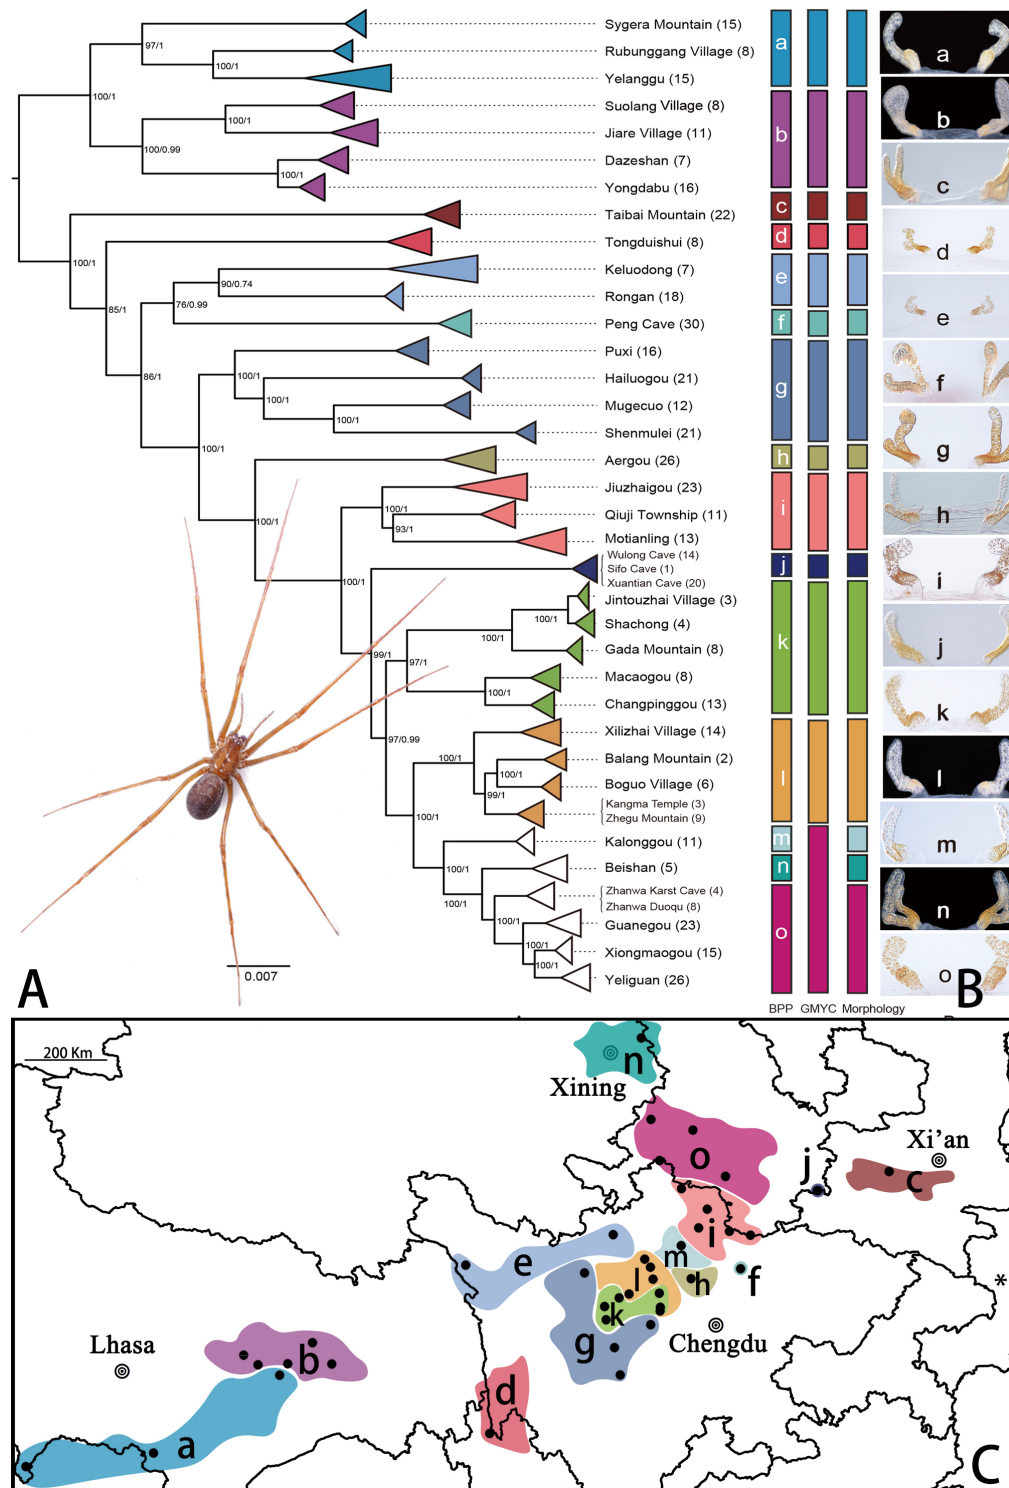 Sygera Mountain (15)
97/1
Rubunggang Village (8)
a
a
100/1
Yelanggu (15)
100/1
Suolang Village (8)
b
100/1
Jiare Village (11)
b
100/0.99
Dazeshan (7)
100/1
Yongdabu (16)
c
c
Taibai Mountain (22)
d
Tongduishui (8)
d
100/1
Keluodong (7)
e
90/0.74
Rongan (18)
76/0.99
e
85/1
Peng Cave (30)
f
Puxi (16)
86/1
100/1
Hailuogou (21)
f
g
100/1
Mugecuo (12)
100/1
Shenmulei (21)
100/1
g
Aergou (26)
h
Jiuzhaigou (23)
100/1
i
h
Qiuji Township (11)
100/1
93/1
Motianling (13)
Wulong Cave (14)
Sifo Cave (1)
j
i
100/1
Xuantian Cave (20)
Jintouzhai Village (3)
100/1
Shachong (4)
100/1
k
j
Gada Mountain (8)
99/1
97/1
Macaogou (8)
100/1
Changpinggou (13)
k
Xilizhai Village (14)
97/0.99
100/1
Balang Mountain (2)
l
l
100/1
Boguo Village (6)
99/1
Kangma Temple (3)
Zhegu Mountain (9)
100/1
Kalonggou (11)
m
m
100/1
Beishan (5)
n
Zhanwa Karst Cave (4)
100/1
Zhanwa Duoqu (8)
n
100/1
Guanegou (23)
o
100/1
Xiongmaogou (15)
100/1
0.007
Yeliguan (26)
o
A
B
BPP GMYC Morphology
200 Km
n
Xining
o
Xi'an
j
c
i
e
m
l
h
f
*
k
Lhasa
b
g
Chengdu
d
a
C